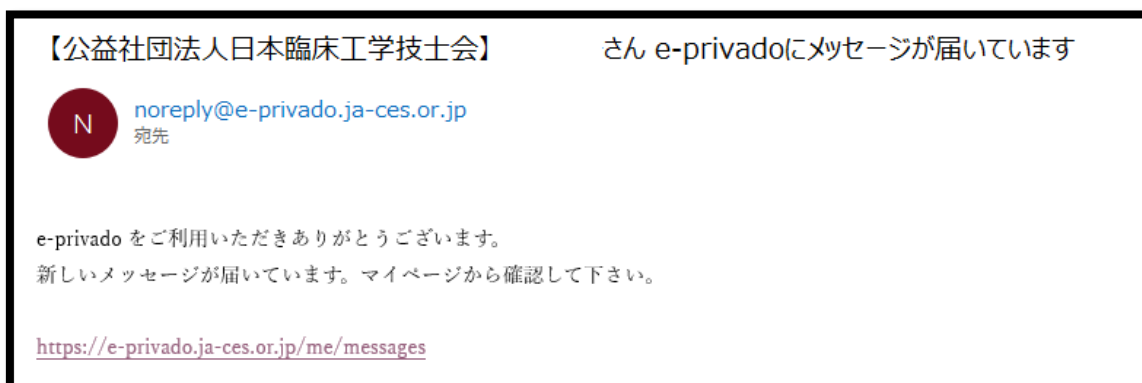 【公益社団法人日本臨床工学技士会】 さん e-privadoにメッセージが届いています
N
noreply@e-privado.ja-ces.or.jp
宛先
e-privado をご利用いただきありがとうございます。
新しいメッセージが届いています。マイページから確認して下さい。
https://e-privado.ja-ces.or.jp/me/messages